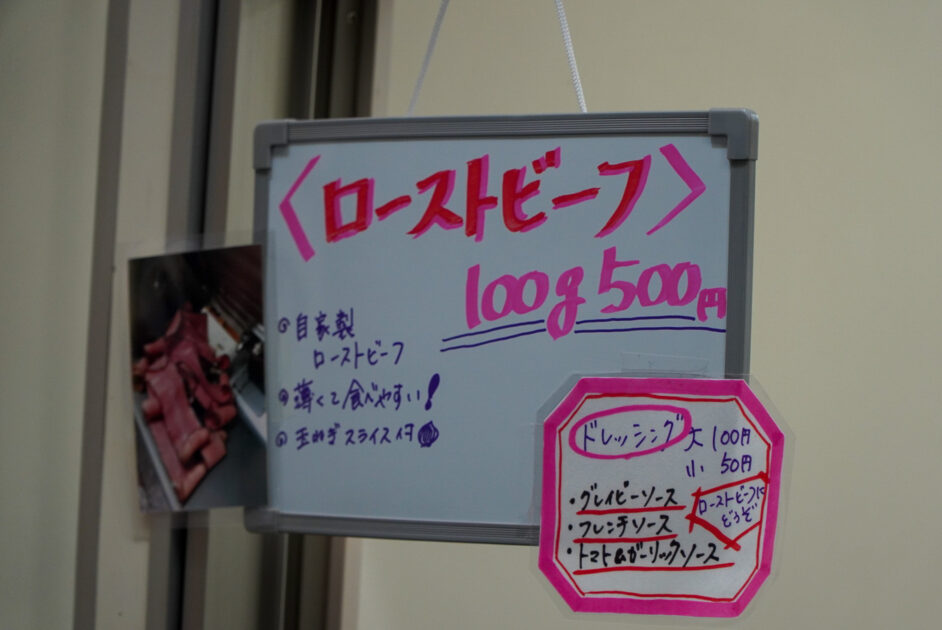 〈ローストビーフ〉
100g 500円
◎自家製
ローストビーフ
◎薄くて食べやすい!
◎玉ねぎスライス付
ドレッシング 大 100円
小 50円
・グレイビーソース
・フレンチソース
・トマト&ガーリックソース
ローストビーフに
どうぞ